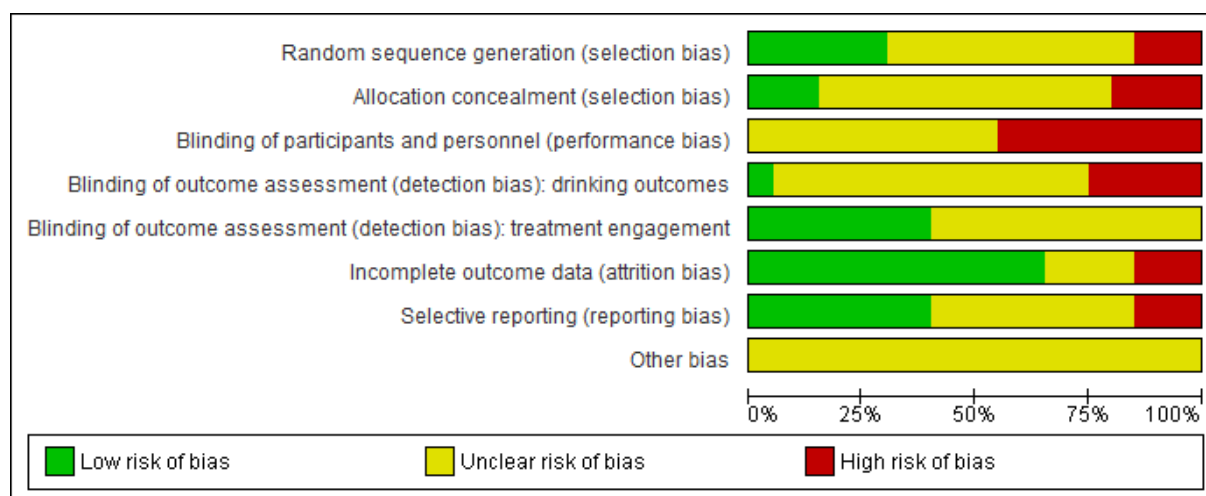 Random sequence generation (selection bias)
Allocation concealment (selection bias)
Blinding of participants and personnel (performance bias)
Blinding of outcome assessment (detection bias): drinking outcomes
Blinding of outcome assessment (detection bias): treatment engagement
Incomplete outcome data (attrition bias)
Selective reporting (reporting bias)
Other bias
0% 25% 50% 75% 100%
Low risk of bias Unclear risk of bias High risk of bias